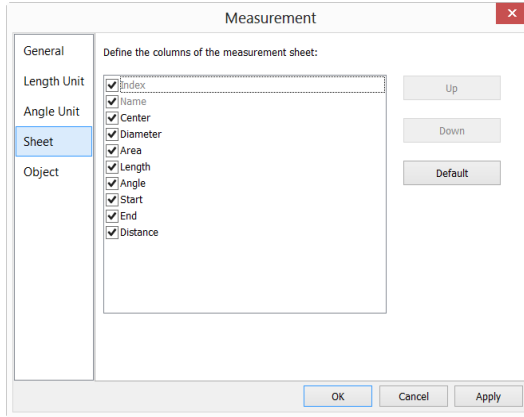 Measurement
General
Length Unit
Angle Unit
Sheet
Object
Define the columns of the measurement sheet:
Index
Name
Center
Diameter
Area
Length
Angle
Start
End
Distance
Up
Down
Default
OK
Cancel
Apply